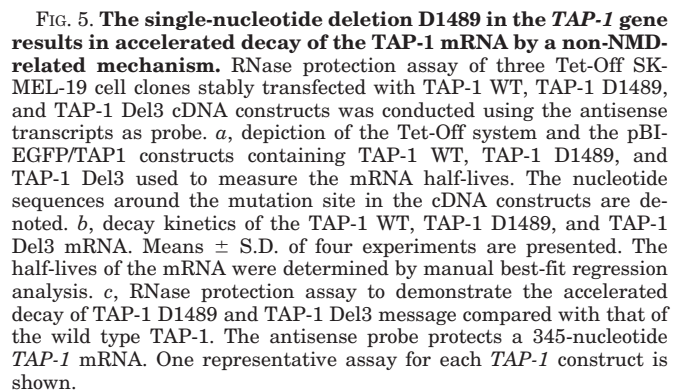 FIG. 5. The single-nucleotide deletion D1489 in the TAP-1 gene
results in accelerated decay of the TAP-1 mRNA by a non-NMD-
related mechanism. RNase protection assay of three Tet-Off SK-
MEL-19 cell clones stably transfected with TAP-1 WT, TAP-1 D1489,
and TAP-1 Del3 cDNA constructs was conducted using the antisense
transcripts as probe. a, depiction of the Tet-Off system and the pBI-
EGFP/TAP1 constructs containing TAP-1 WT, TAP-1 D1489, and
TAP-1 Del3 used to measure the mRNA half-lives. The nucleotide
sequences around the mutation site in the cDNA constructs are de-
noted. b, decay kinetics of the TAP-1 WT, TAP-1 D1489, and TAP-1
Del3 mRNA. Means ± S.D. of four experiments are presented. The
half-lives of the mRNA were determined by manual best-fit regression
analysis. c, RNase protection assay to demonstrate the accelerated
decay of TAP-1 D1489 and TAP-1 Del3 message compared with that of
the wild type TAP-1. The antisense probe protects a 345-nucleotide
TAP-1 mRNA. One representative assay for each TAP-1 construct is
shown.